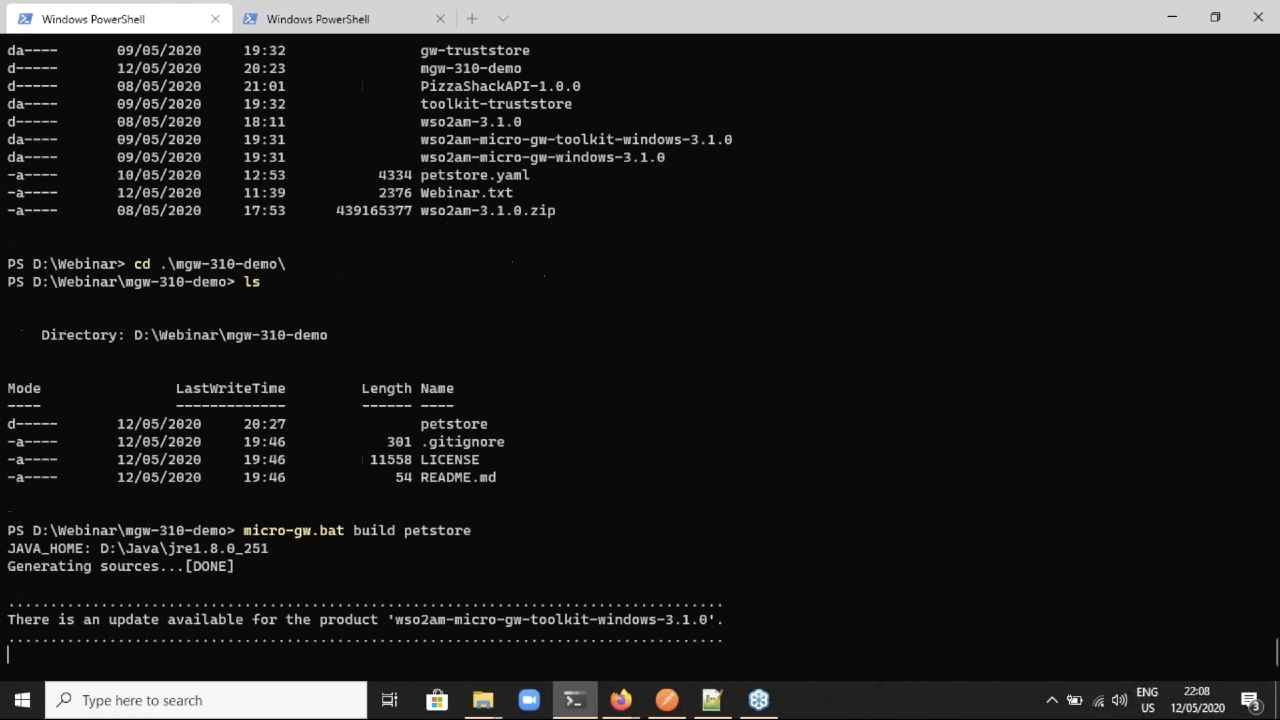 Windows PowerShell
Windows PowerShell
da---- 09/05/2020 19:32 gw-truststore
d----- 12/05/2020 20:23 mgw-310-demo
d----- 08/05/2020 21:01 PizzaShackAPI-1.0.0
da---- 09/05/2020 19:32 toolkit-truststore
d----- 08/05/2020 18:11 wso2am-3.1.0
da---- 09/05/2020 19:31 wso2am-micro-gw-toolkit-windows-3.1.0
da---- 09/05/2020 19:31 wso2am-micro-gw-windows-3.1.0
-a---- 10/05/2020 12:53 4334 petstore.yaml
-a---- 12/05/2020 11:39 2376 Webinar.txt
-a---- 08/05/2020 17:53 439165377 wso2am-3.1.0.zip
PS D:\Webinar> cd .\mgw-310-demo\
PS D:\Webinar\mgw-310-demo> ls
Directory: D:\Webinar\mgw-310-demo
Mode LastWriteTime Length Name
---- ------------- ------ ----
d----- 12/05/2020 20:27 petstore
-a---- 12/05/2020 19:46 301 .gitignore
-a---- 12/05/2020 19:46 11558 LICENSE
-a---- 12/05/2020 19:46 54 README.md
PS D:\Webinar\mgw-310-demo> micro-gw.bat build petstore
JAVA_HOME: D:\Java\jre1.8.0_251
Generating sources...[DONE]
.....................................................................................
There is an update available for the product 'wso2am-micro-gw-toolkit-windows-3.1.0'.
.....................................................................................
Type here to search
ENG
US
22:08
12/05/2020
3